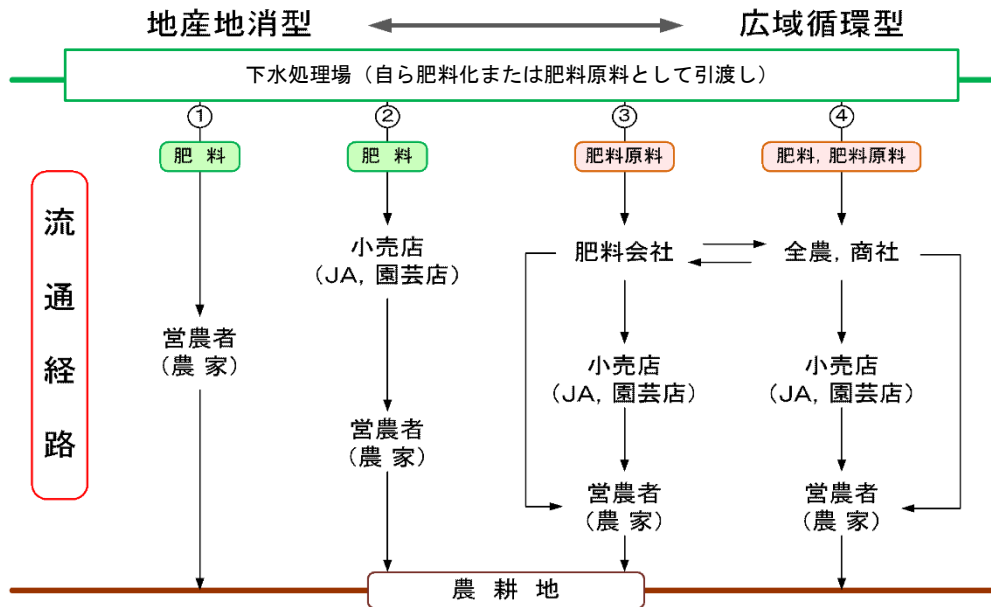 地産地消型
広域循環型
下水処理場（自ら肥料化または肥料原料として引渡し）
① ② ③ ④
肥 料
肥 料
肥料原料
肥料, 肥料原料
流通経路
営農者
(農 家)
小売店
(JA, 園芸店)
営農者
(農 家)
肥料会社
小売店
(JA, 園芸店)
営農者
(農 家)
全農, 商社
小売店
(JA, 園芸店)
営農者
(農 家)
農 耕 地